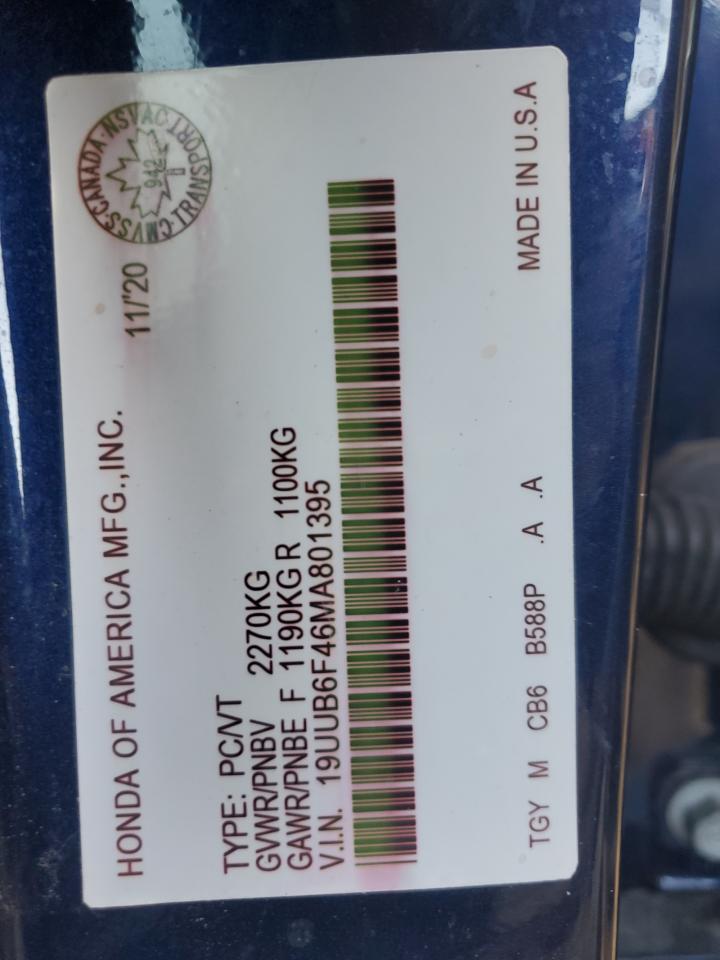 HONDA OF AMERICA MFG.,INC. 11/'20
CMVSS·CANADA·NSVAC
942
TRANSPORT
TYPE: PC/VT
GVWR/PNBV 2270KG
GAWR/PNBE F 1190KG R 1100KG
V.I.N. 19UUB6F46MA801395
TGY M CB6 B588P .A .A MADE IN U.S.A